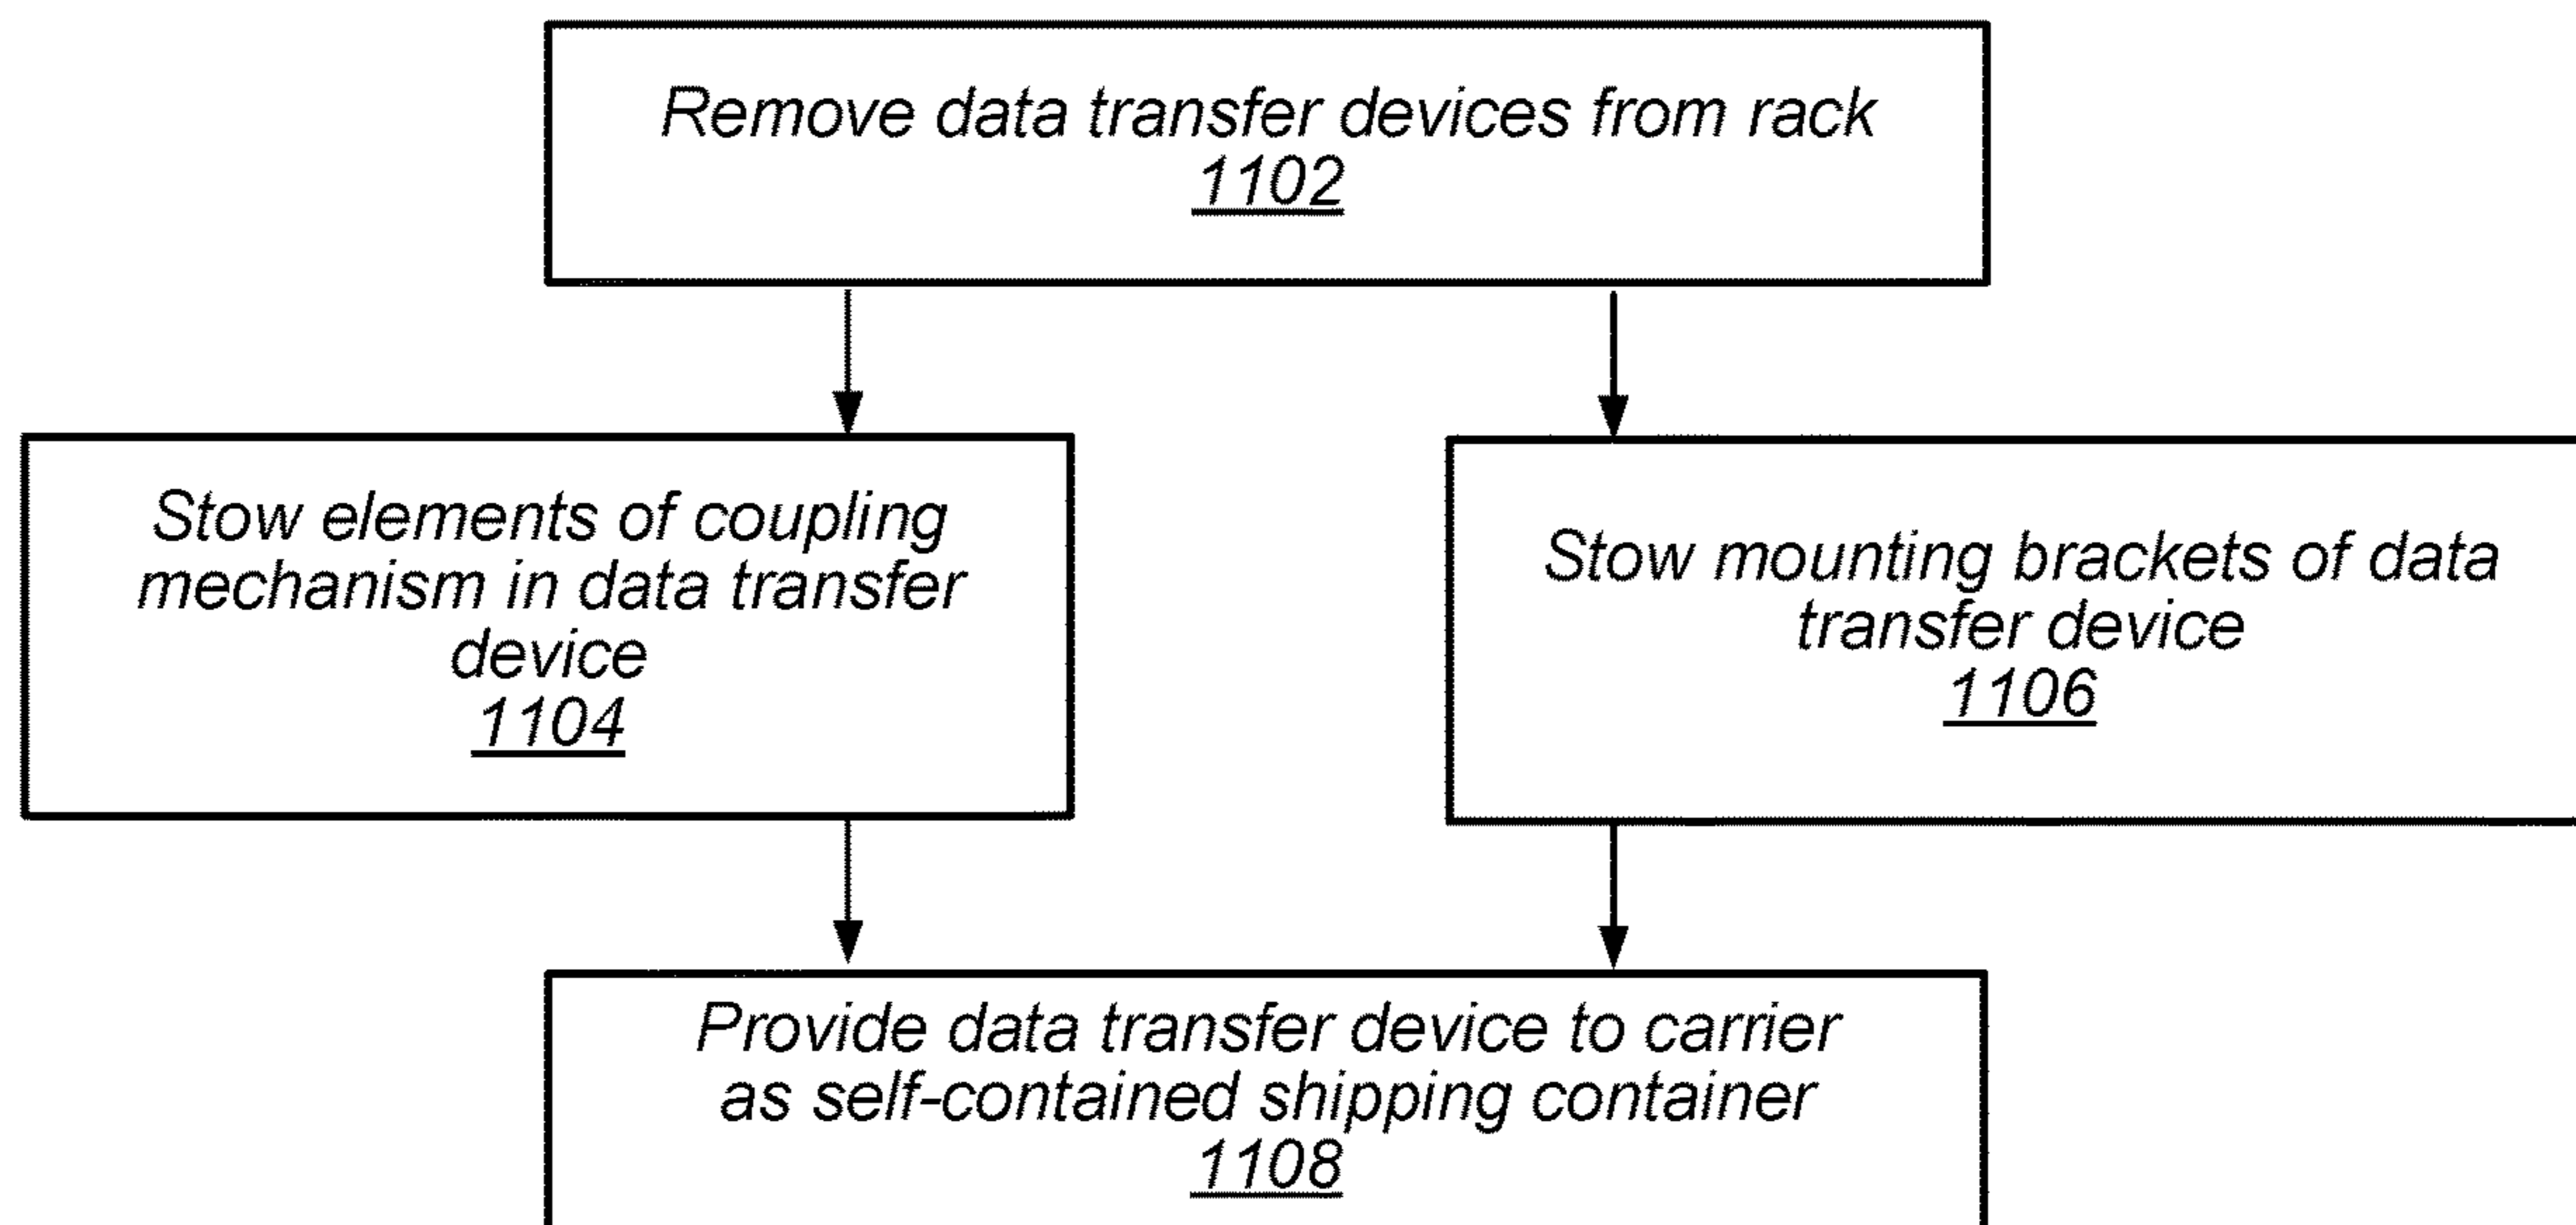 Remove data transfer devices from rack
1102
Stow elements of coupling
mechanism in data transfer
device
1104
Stow mounting brackets of data
transfer device
1106
Provide data transfer device to carrier
as self-contained shipping container
1108